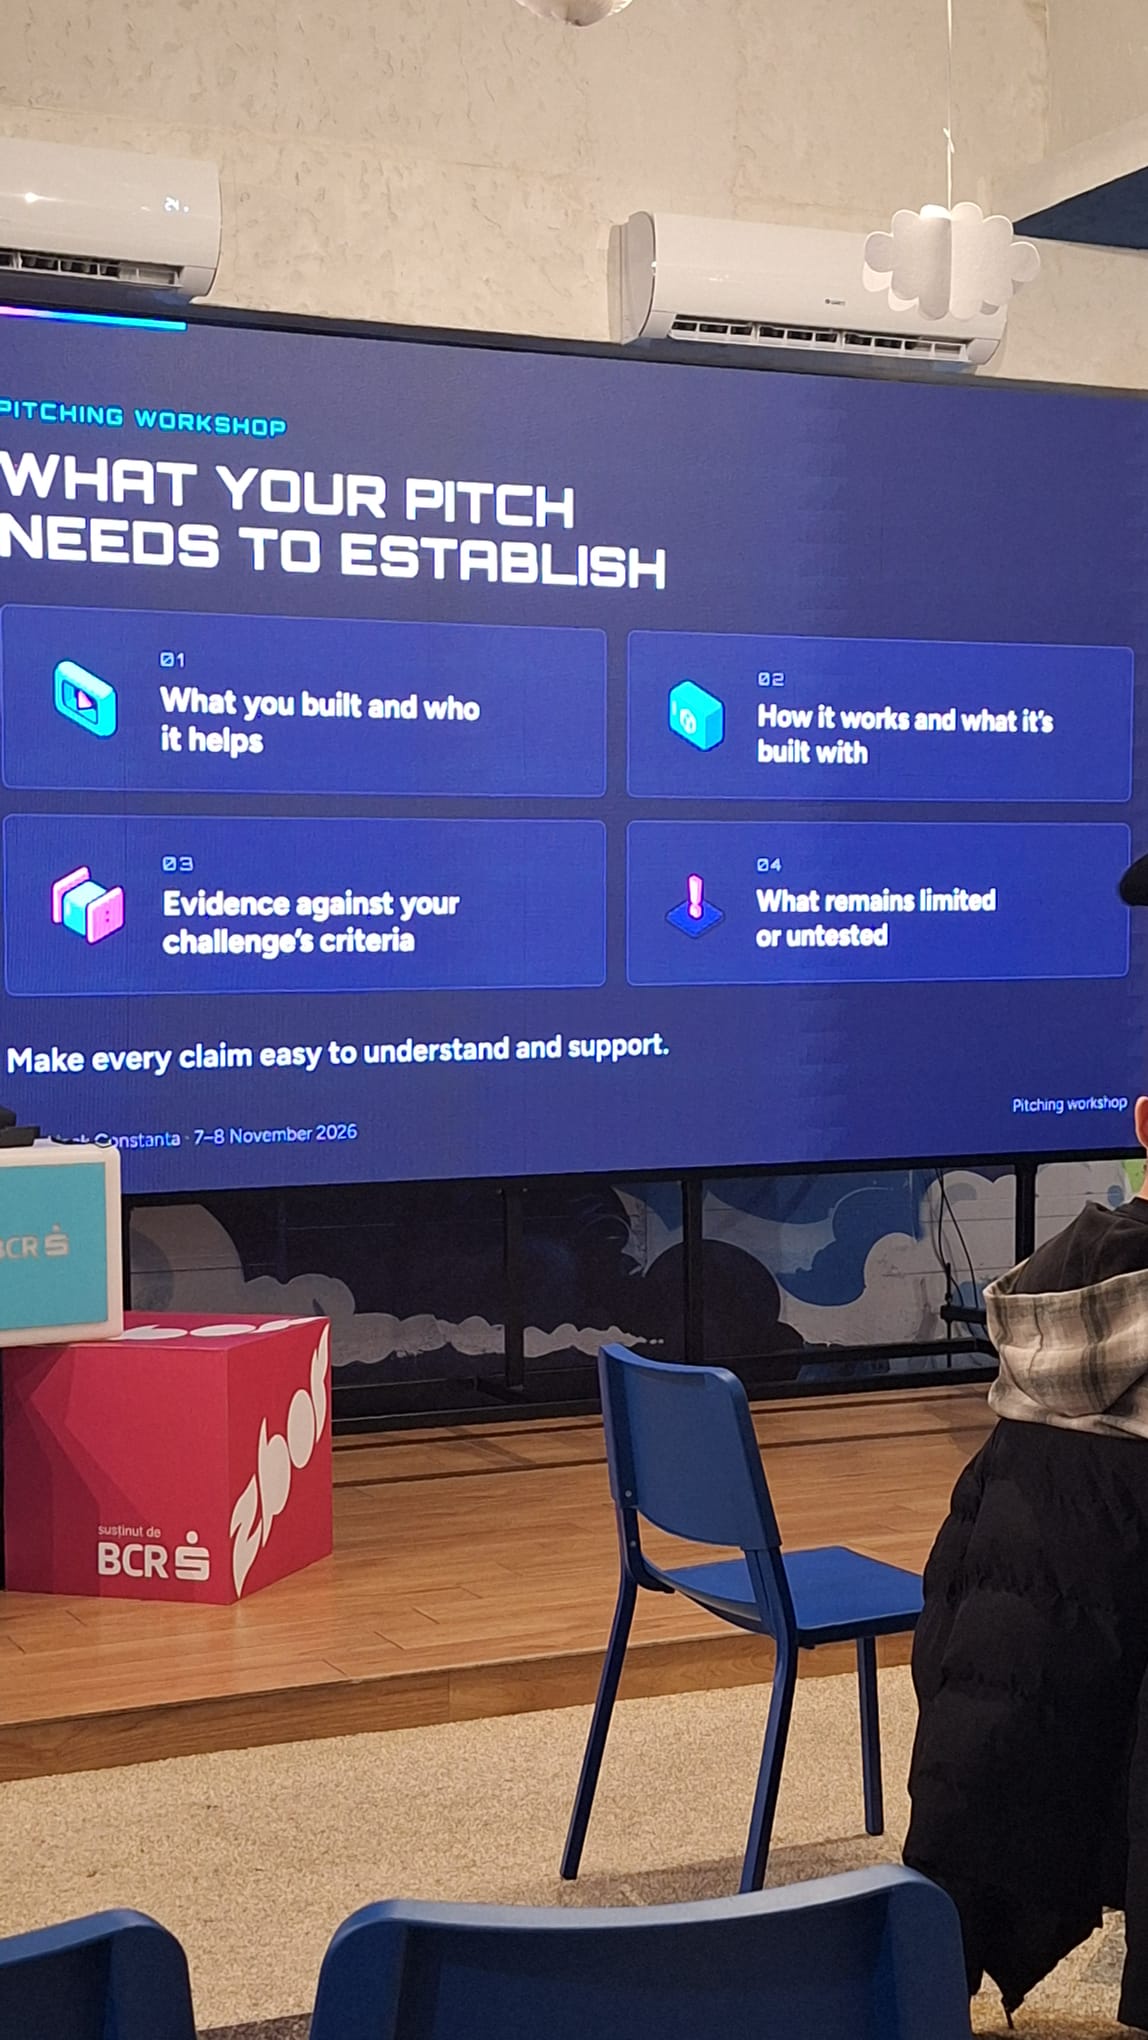 PITCHING WORKSHOP
WHAT YOUR PITCH
NEEDS TO ESTABLISH
01
What you built and who
it helps
02
How it works and what it's
built with
03
Evidence against your
challenge's criteria
04
What remains limited
or untested
Make every claim easy to understand and support.
Pitching workshop
Constanta · 7–8 November 2026
BCR
zbor
susținut de
BCR